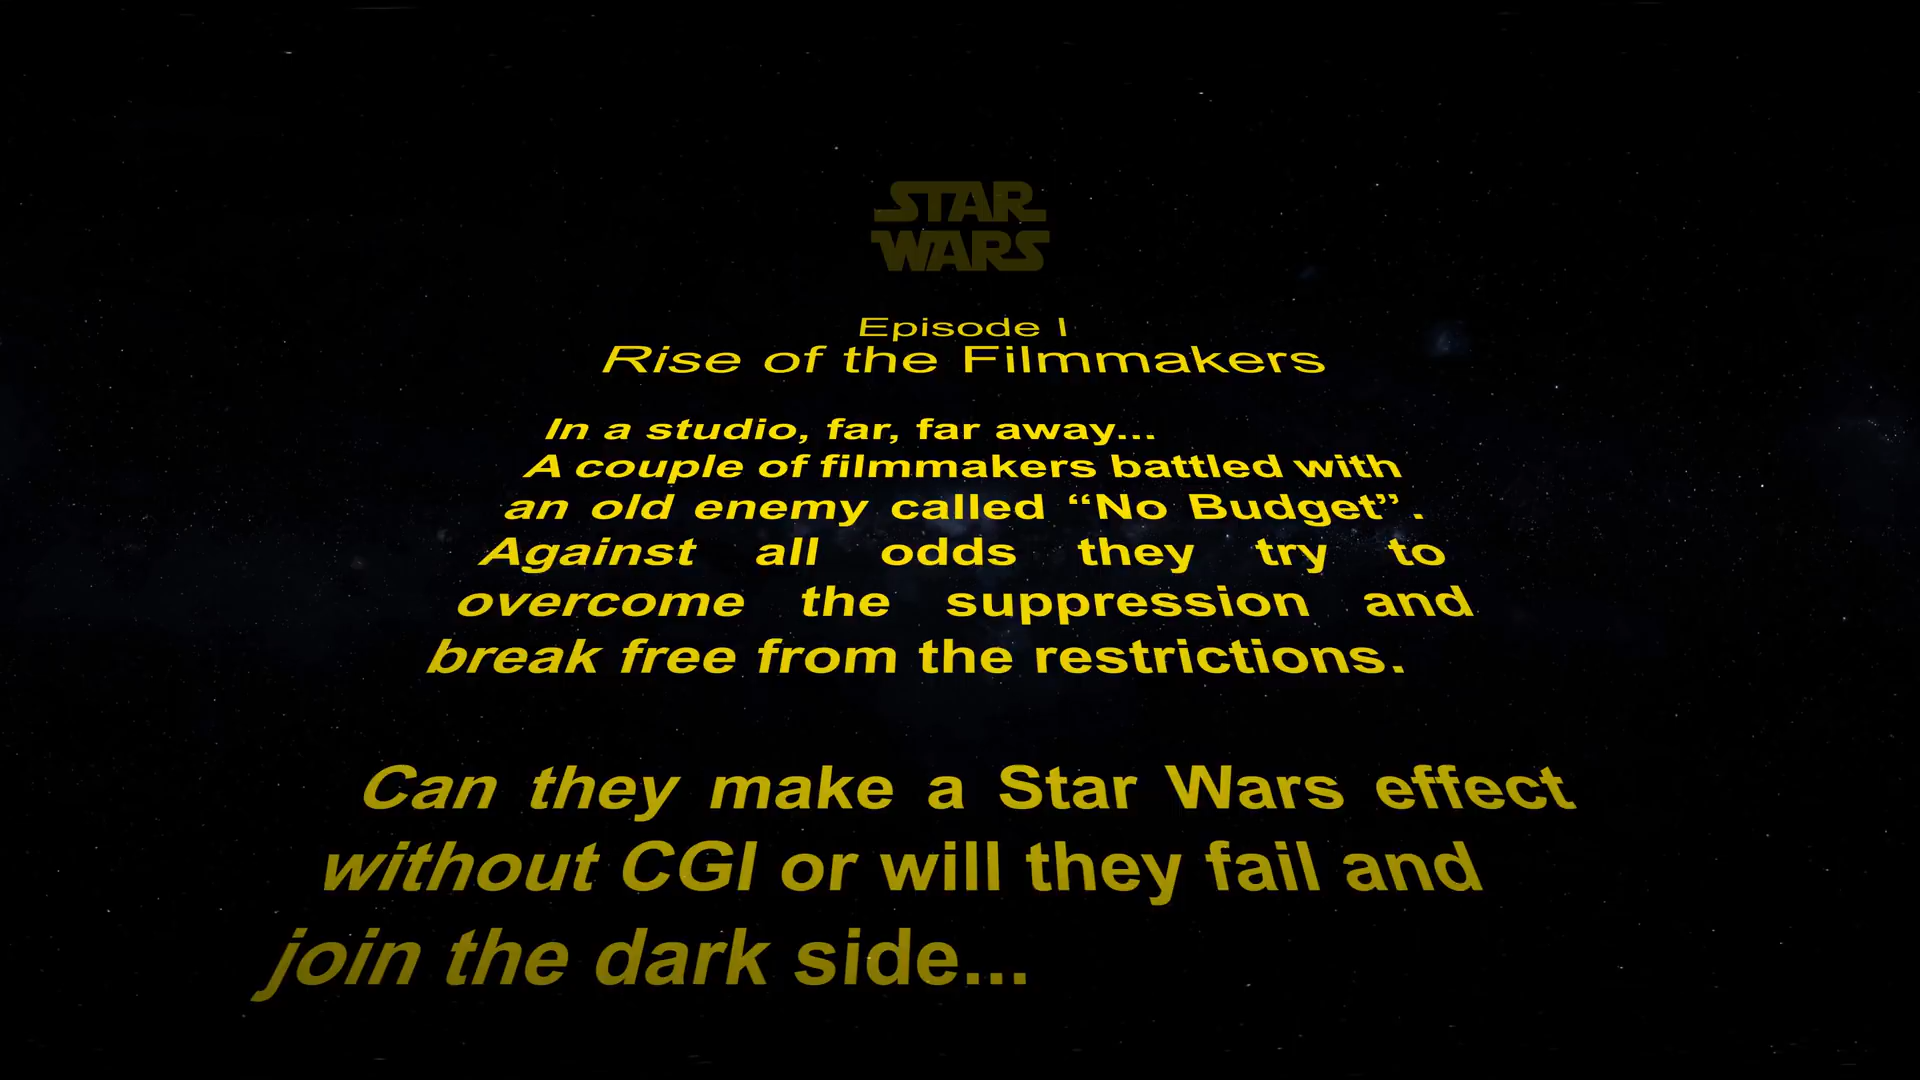 STAR
WARS
Episode I
Rise of the Filmmakers
In a studio, far, far away...
A couple of filmmakers battled with
an old enemy called “No Budget”.
Against all odds they try to
overcome the suppression and
break free from the restrictions.
Can they make a Star Wars effect
without CGI or will they fail and
join the dark side...